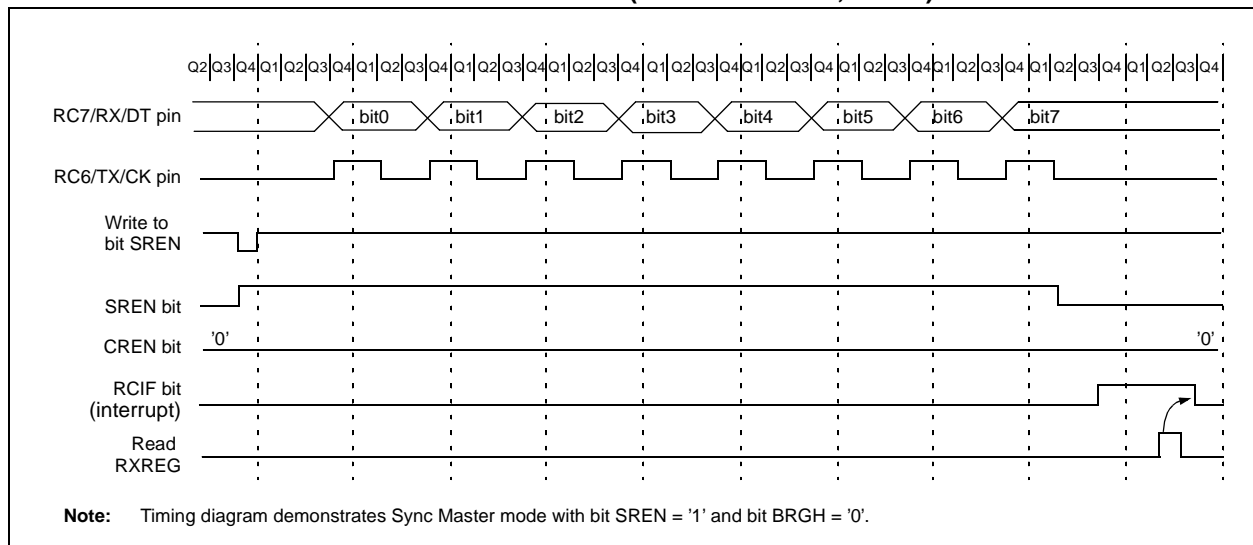 Q2 Q3 Q4 Q1 Q2 Q3 Q4 Q1 Q2 Q3 Q4 Q1 Q2 Q3 Q4 Q1 Q2 Q3 Q4 Q1 Q2 Q3 Q4 Q1 Q2 Q3 Q4 Q1 Q2 Q3 Q4 Q1 Q2 Q3 Q4 Q1 Q2 Q3 Q4 Q1 Q2 Q3 Q4
RC7/RX/DT pin bit0 bit1 bit2 bit3 bit4 bit5 bit6 bit7
RC6/TX/CK pin
Write to
bit SREN
SREN bit
CREN bit '0' '0'
RCIF bit
(interrupt)
Read
RXREG
Note: Timing diagram demonstrates Sync Master mode with bit SREN = '1' and bit BRGH = '0'.